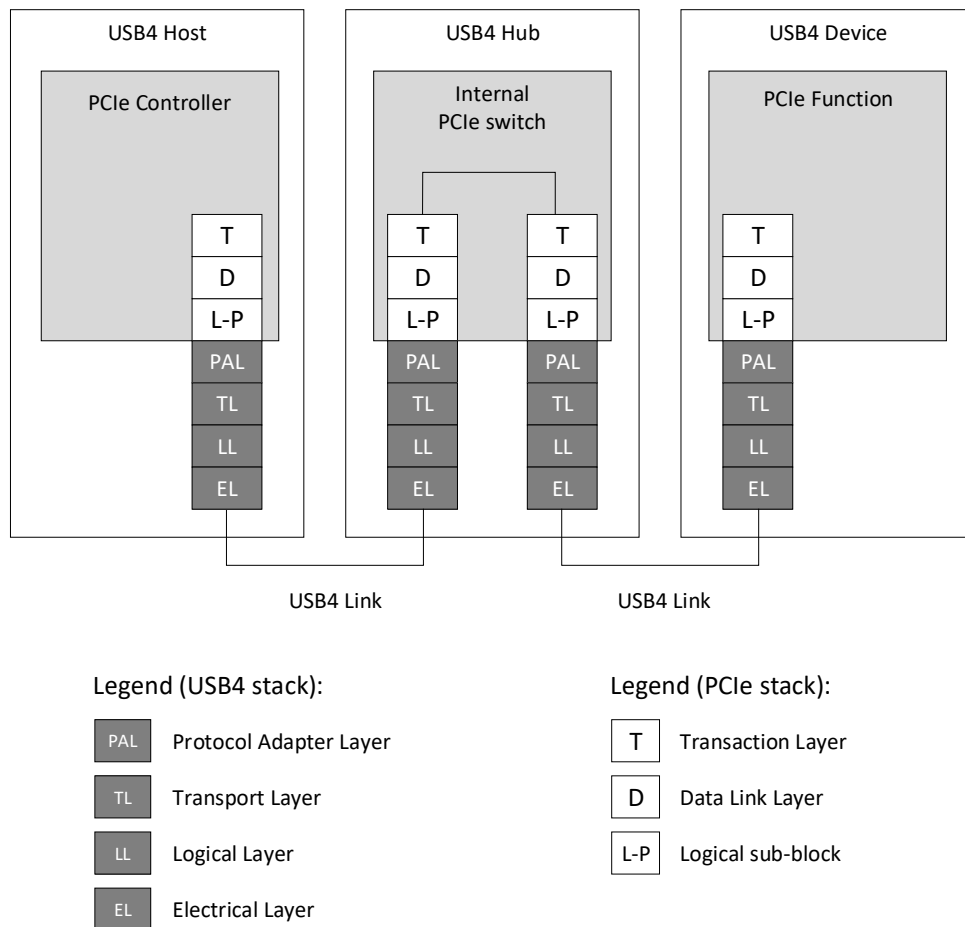 USB4 Host
USB4 Hub
USB4 Device
PCIe Controller
Internal
PCIe switch
PCIe Function
T
T
T
T
D
D
D
D
L-P
L-P
L-P
L-P
PAL
PAL
PAL
PAL
TL
TL
TL
TL
LL
LL
LL
LL
EL
EL
EL
EL
USB4 Link
USB4 Link
Legend (USB4 stack):
PAL Protocol Adapter Layer
TL Transport Layer
LL Logical Layer
EL Electrical Layer
Legend (PCIe stack):
T Transaction Layer
D Data Link Layer
L-P Logical sub-block